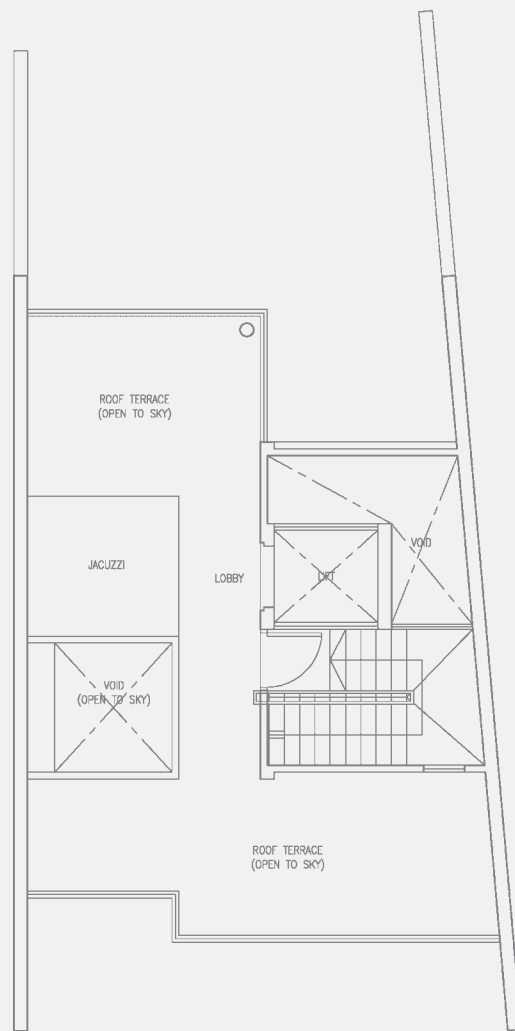 ROOF TERRACE
(OPEN TO SKY)
VOID
JACUZZI
LOBBY
LIFT
VOID
(OPEN TO SKY)
ROOF TERRACE
(OPEN TO SKY)